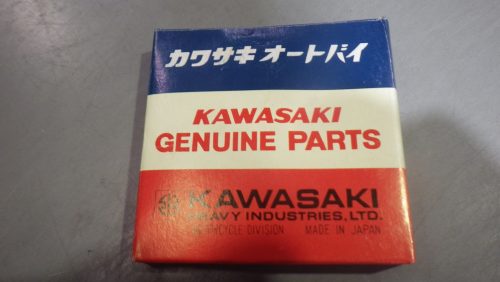 カワサキ オートバイ
KAWASAKI
GENUINE PARTS
KAWASAKI
HEAVY INDUSTRIES, LTD.
MOTORCYCLE DIVISION MADE IN JAPAN